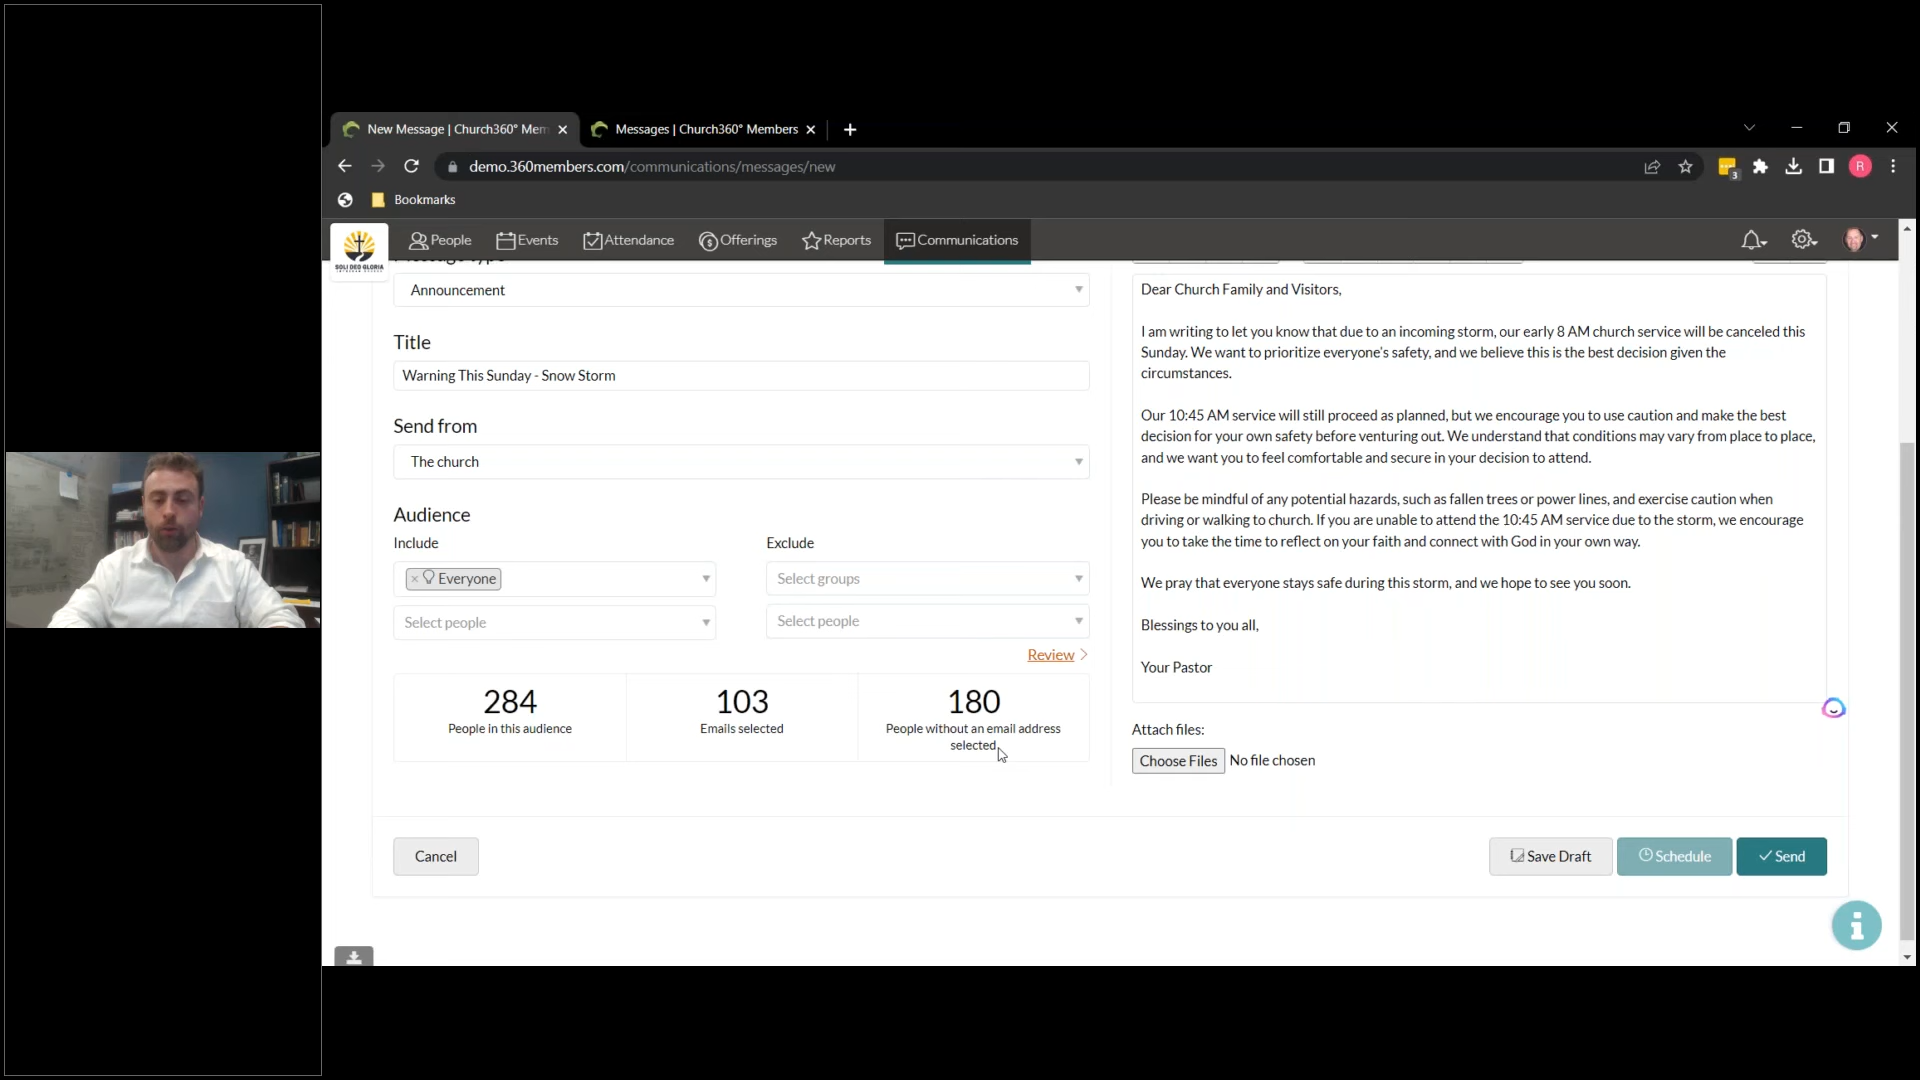 New Message | Church360° Mem
Messages | Church360° Members
demo.360members.com/communications/messages/new
3
R
Bookmarks
SOLI DEO GLORIA
People
Events
Attendance
Offerings
Reports
Communications
Message Type
Announcement
Title
Warning This Sunday - Snow Storm
Send from
The church
Audience
Include
Exclude
× Everyone
Select groups
Select people
Select people
Review
284
People in this audience
103
Emails selected
180
People without an email address
selected
Dear Church Family and Visitors,
I am writing to let you know that due to an incoming storm, our early 8 AM church service will be canceled this
Sunday. We want to prioritize everyone's safety, and we believe this is the best decision given the
circumstances.
Our 10:45 AM service will still proceed as planned, but we encourage you to use caution and make the best
decision for your own safety before venturing out. We understand that conditions may vary from place to place,
and we want you to feel comfortable and secure in your decision to attend.
Please be mindful of any potential hazards, such as fallen trees or power lines, and exercise caution when
driving or walking to church. If you are unable to attend the 10:45 AM service due to the storm, we encourage
you to take the time to reflect on your faith and connect with God in your own way.
We pray that everyone stays safe during this storm, and we hope to see you soon.
Blessings to you all,
Your Pastor
Attach files:
Choose Files No file chosen
Cancel
Save Draft
Schedule
Send